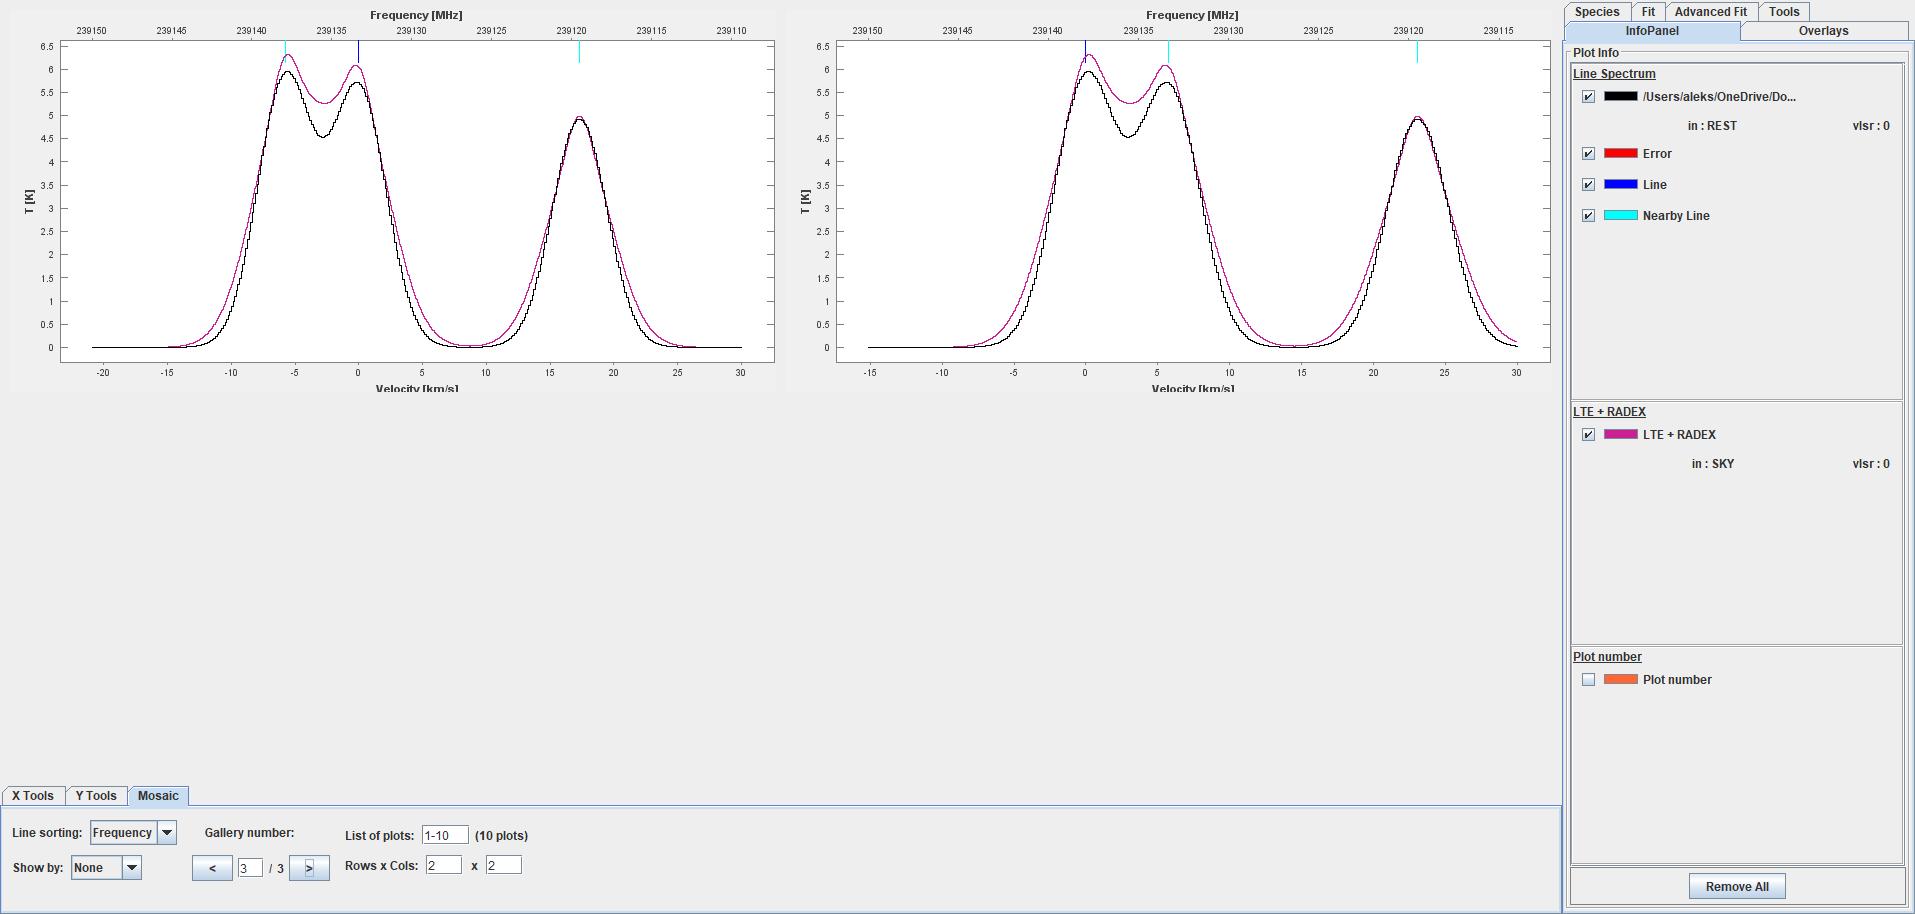 Frequency [MHz]
239150 239145 239140 239135 239130 239125 239120 239115 239110
6.5
6
5.5
5
4.5
4
3.5
3
2.5
2
1.5
1
0.5
0
T [K]
-20 -15 -10 -5 0 5 10 15 20 25 30
Velocity [km/s]
Frequency [MHz]
239150 239145 239140 239135 239130 239125 239120 239115
6.5
6
5.5
5
4.5
4
3.5
3
2.5
2
1.5
1
0.5
0
T [K]
-15 -10 -5 0 5 10 15 20 25 30
Velocity [km/s]
Species Fit Advanced Fit Tools
InfoPanel Overlays
Plot Info
Line Spectrum
/Users/aleks/OneDrive/Do...
in : REST vlsr : 0
Error
Line
Nearby Line
LTE + RADEX
LTE + RADEX
in : SKY vlsr : 0
Plot number
Plot number
Remove All
X Tools Y Tools Mosaic
Line sorting: Frequency Gallery number: List of plots: 1-10 (10 plots)
Show by: None < 3 / 3 > Rows x Cols: 2 x 2